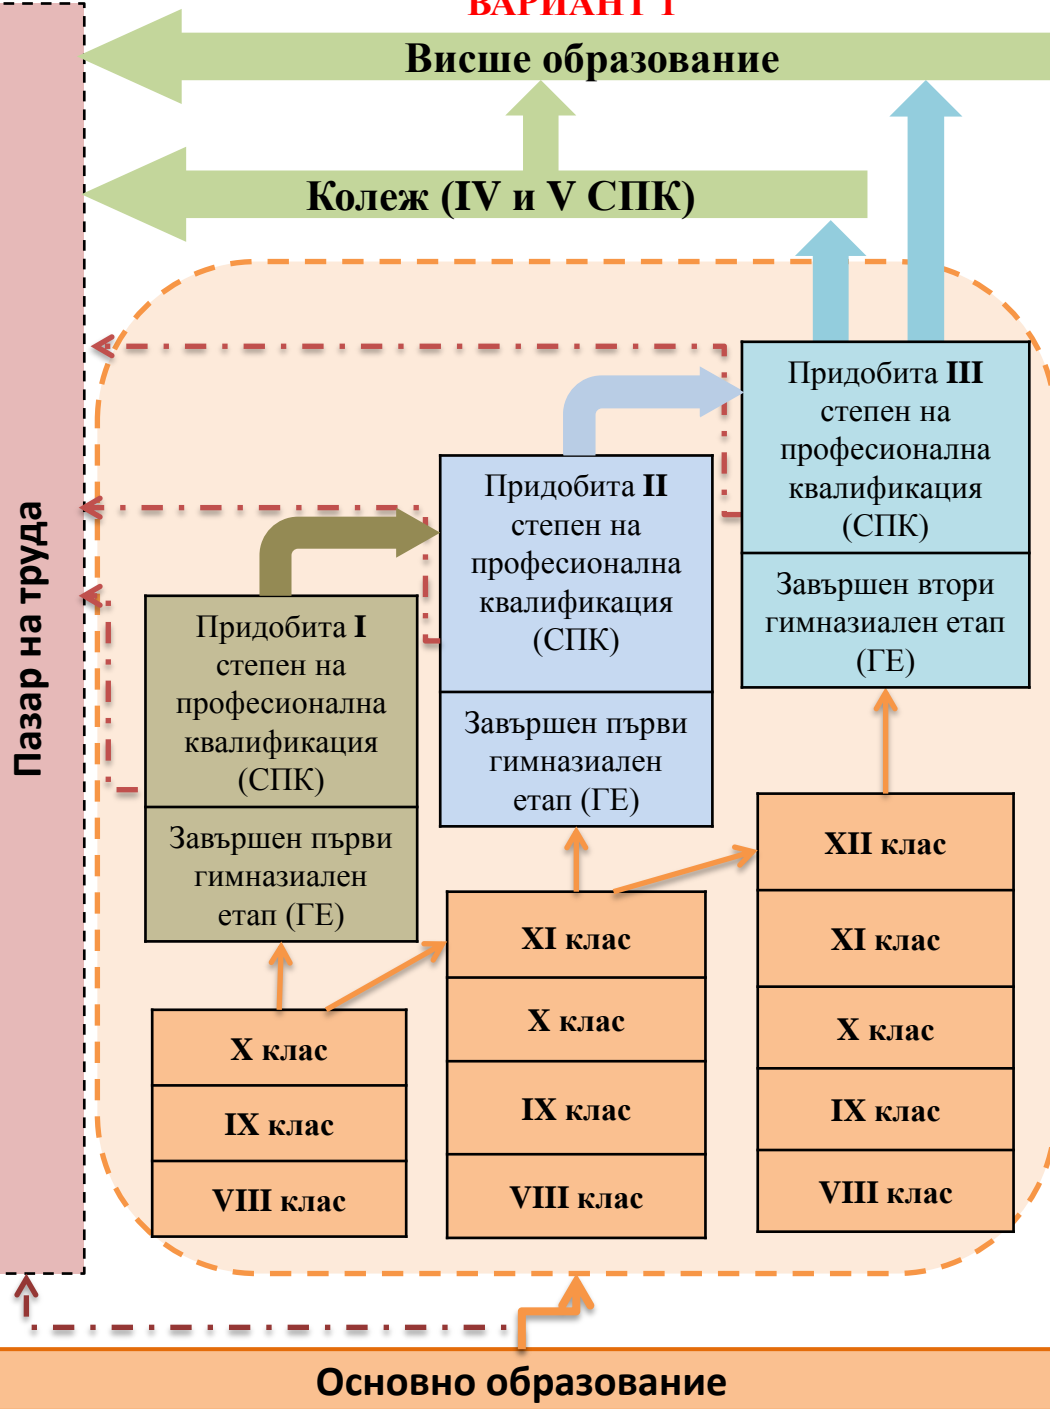 ВАРИАНТ 1
Висше образование
Колеж (IV и V СПК)
Пазар на труда
Придобита III
степен на
професионална
квалификация
(СПК)
Завършен втори
гимназиален етап
(ГЕ)
Придобита II
степен на
професионална
квалификация
(СПК)
Завършен първи
гимназиален
етап (ГЕ)
Придобита I
степен на
професионална
квалификация
(СПК)
Завършен първи
гимназиален
етап (ГЕ)
X клас
IX клас
VIII клас
XI клас
X клас
IX клас
VIII клас
XII клас
XI клас
X клас
IX клас
VIII клас
Основно образование